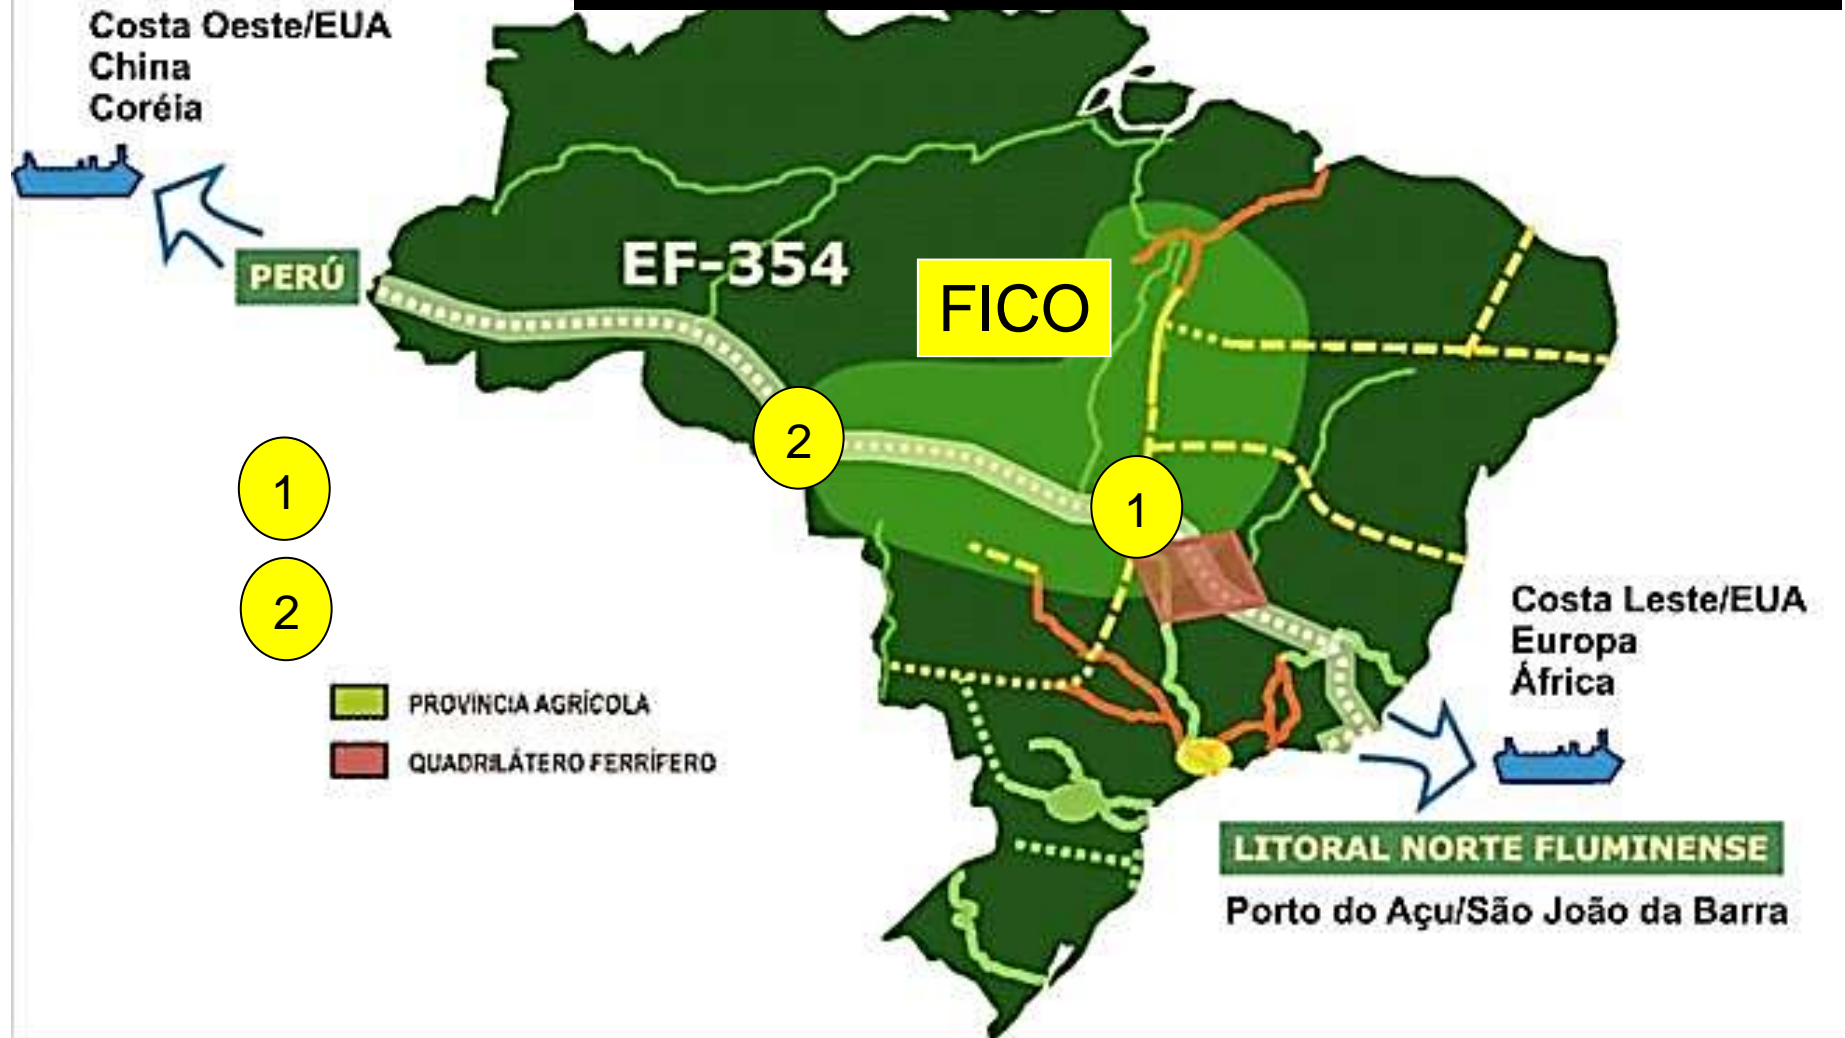 Costa Oeste/EUA
China
Coréia
PERÚ
EF-354
FICO
2
1
1
2
PROVINCIA AGRÍCOLA
QUADRILÁTERO FERRÍFERO
Costa Leste/EUA
Europa
África
LITORAL NORTE FLUMINENSE
Porto do Açu/São João da Barra